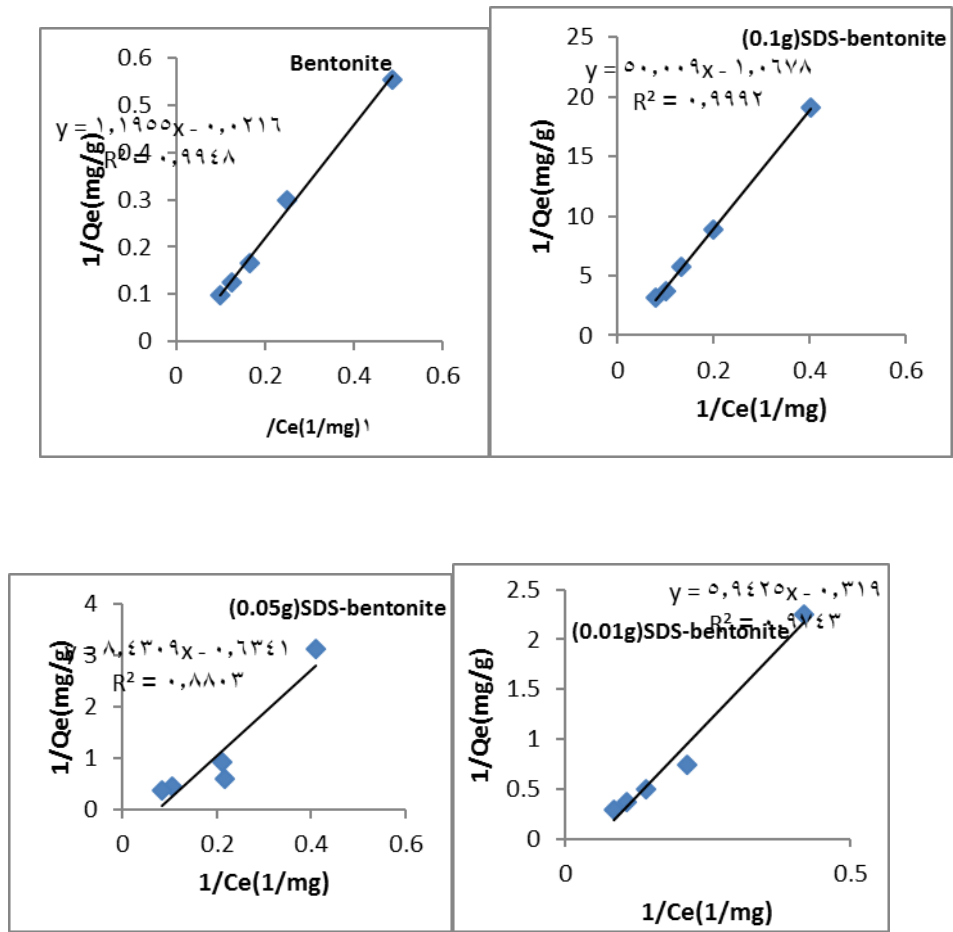 Bentonite
y = ١,١٩٥٥x - ٠,٠٢١٦
R² = ٠,٩٩٤٨
1/Qe(mg/g)
0.6
0.5
0.4
0.3
0.2
0.1
0
0 0.2 0.4 0.6
/Ce(1/mg)١
(0.1g)SDS-bentonite
y = ٥٠,٠٠٩x - ١,٠٦٧٨
R² = ٠,٩٩٩٢
1/Qe(mg/g)
25
20
15
10
5
0
0 0.2 0.4 0.6
1/Ce(1/mg)
(0.05g)SDS-bentonite
y = ٨,٤٣٠٩x - ٠,٦٣٤١
R² = ٠,٨٨٠٣
1/Qe(mg/g)
4
3
2
1
0
0 0.2 0.4 0.6
1/Ce(1/mg)
y = ٥,٩٤٢٥x - ٠,٣١٩
R² = ٠,٩٧٤٣
(0.01g)SDS-bentonite
1/Qe(mg/g)
2.5
2
1.5
1
0.5
0
0 0.5
1/Ce(1/mg)